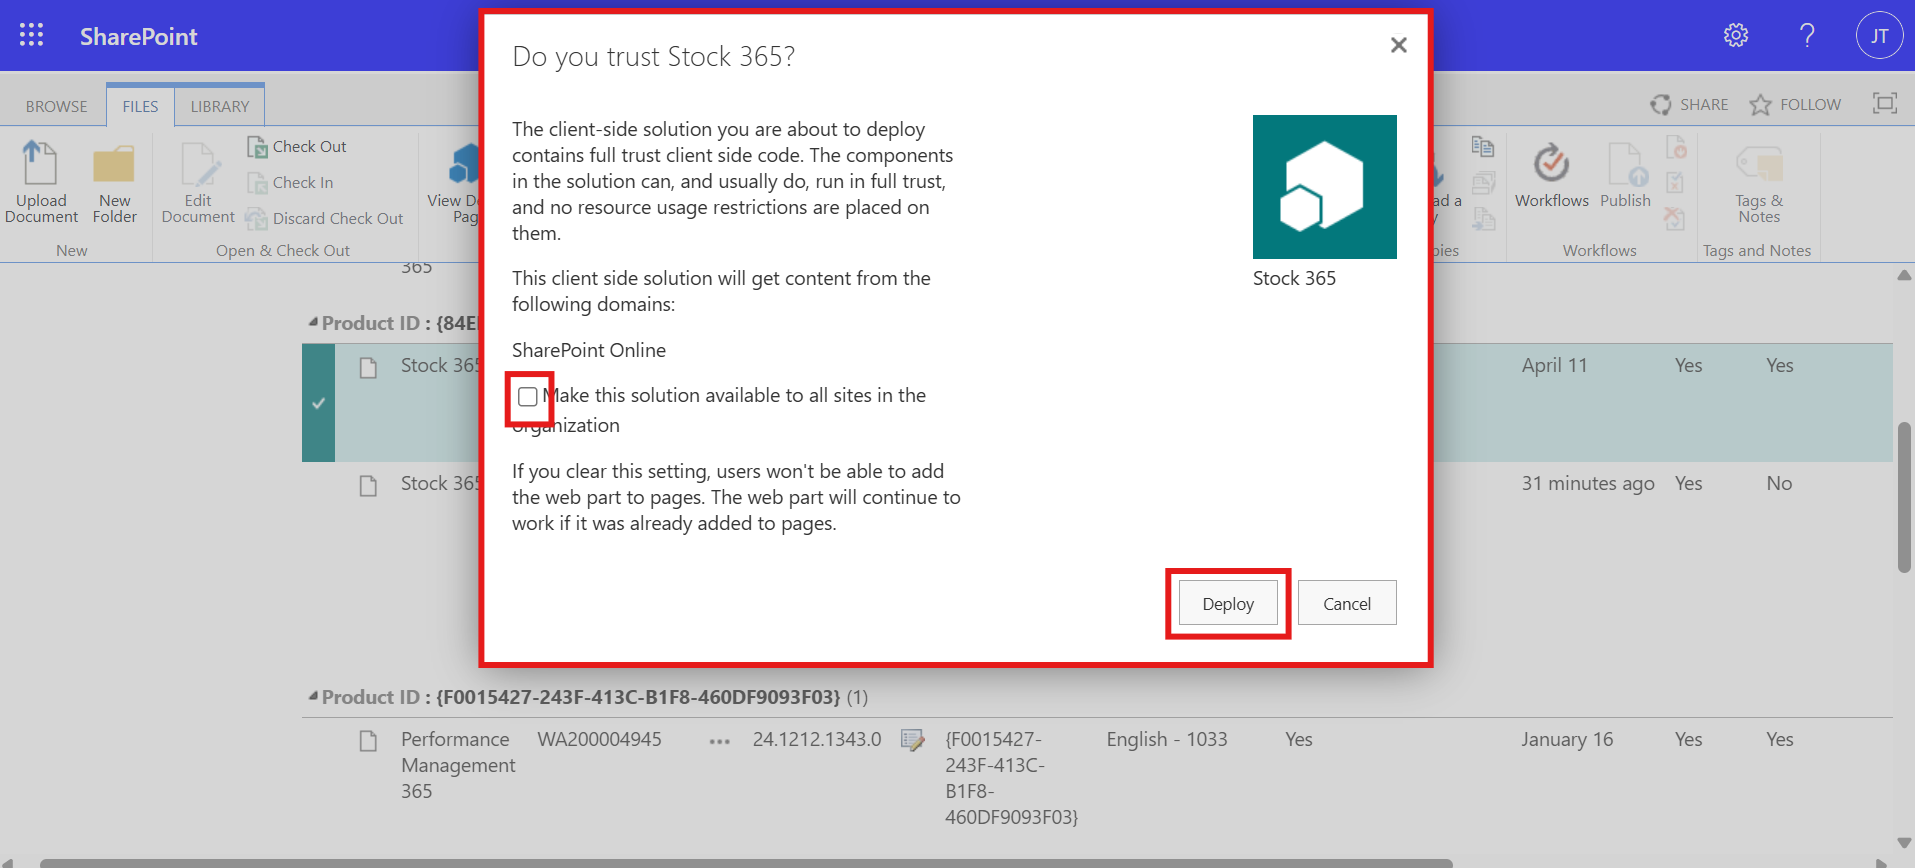 SharePoint
JT
BROWSE
FILES
LIBRARY
SHARE
FOLLOW
Upload
Document
New
Folder
New
Edit
Document
Check Out
Check In
Discard Check Out
Open & Check Out
View
Workflows
Publish
Workflows
Tags &
Notes
Tags and Notes
Do you trust Stock 365?
The client-side solution you are about to deploy
contains full trust client side code. The components
in the solution can, and usually do, run in full trust,
and no resource usage restrictions are placed on
them.
This client side solution will get content from the
following domains:
SharePoint Online
Make this solution available to all sites in the
organization
If you clear this setting, users won't be able to add
the web part to pages. The web part will continue to
work if it was already added to pages.
Stock 365
Deploy
Cancel
365
Product ID : {84E
Stock 365
April 11
Yes
Yes
Stock 365
31 minutes ago
Yes
No
Product ID : {F0015427-243F-413C-B1F8-460DF9093F03} (1)
Performance
Management
365
WA200004945
24.1212.1343.0
{F0015427-
243F-413C-
B1F8-
460DF9093F03}
English - 1033
Yes
January 16
Yes
Yes